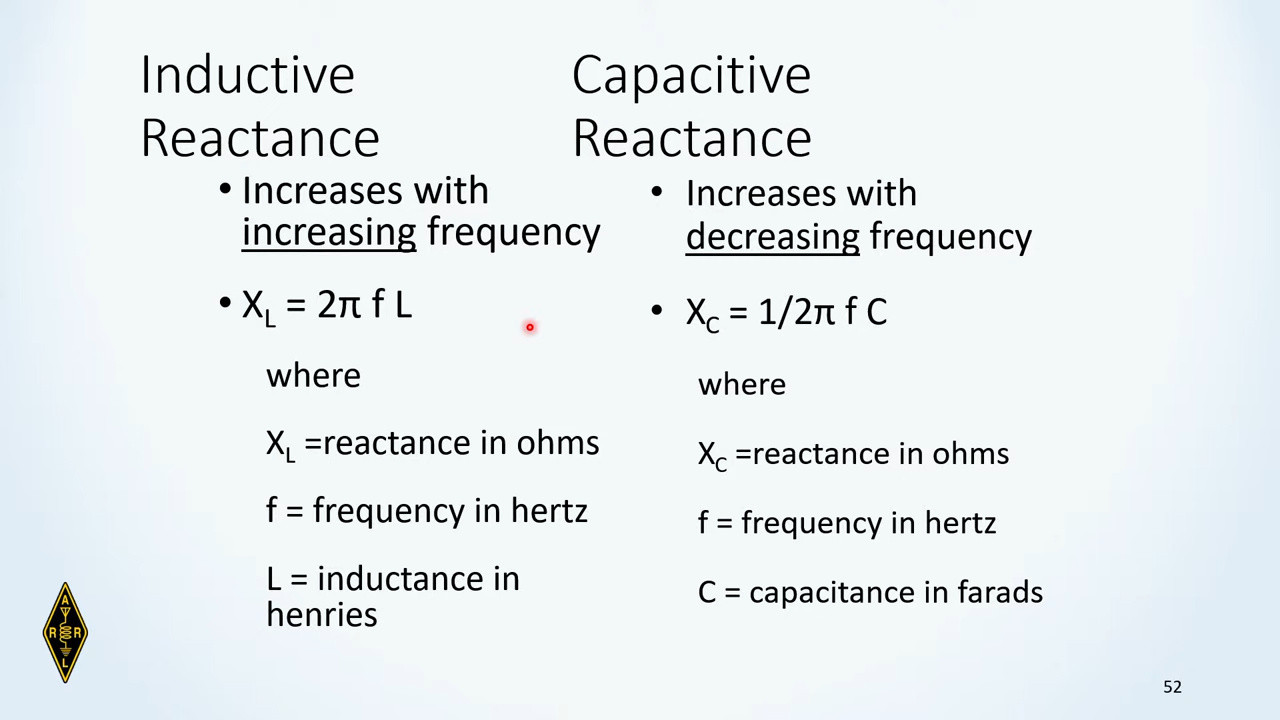 Inductive
Reactance
• Increases with
increasing frequency
• XL = 2π f L
where
XL =reactance in ohms
f = frequency in hertz
L = inductance in
henries
Capacitive
Reactance
• Increases with
decreasing frequency
• XC = 1/2π f C
where
XC =reactance in ohms
f = frequency in hertz
C = capacitance in farads
A
R R
L
52